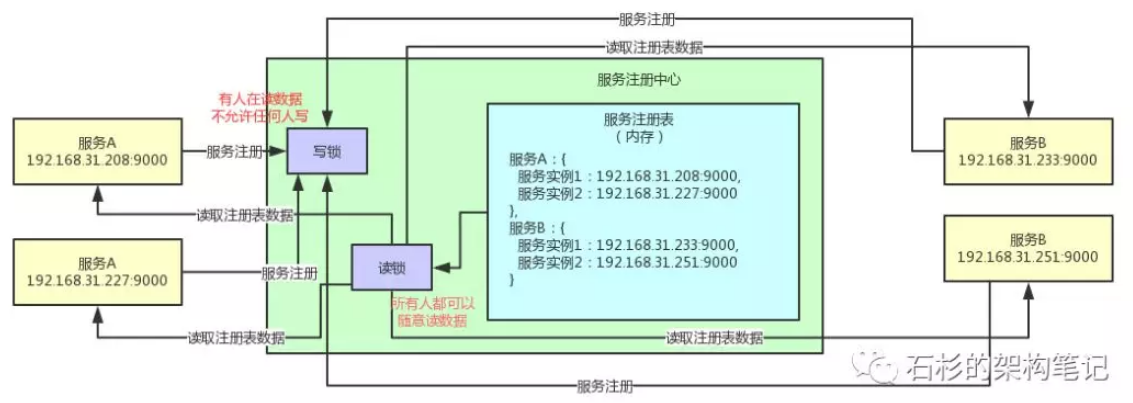 服务注册
读取注册表数据
服务注册中心
有人在读数据
不允许任何人写
服务A
192.168.31.208:9000
服务注册
写锁
服务注册表
（内存）
服务A：{
服务实例1：192.168.31.208:9000,
服务实例2：192.168.31.227:9000
},
服务B：{
服务实例1：192.168.31.233:9000,
服务实例2：192.168.31.251:9000
}
服务B
192.168.31.233:9000
读取注册表数据
服务A
192.168.31.227:9000
服务注册
读锁
所有人都可以
随意读数据
服务B
192.168.31.251:9000
读取注册表数据
读取注册表数据
服务注册
石杉的架构笔记